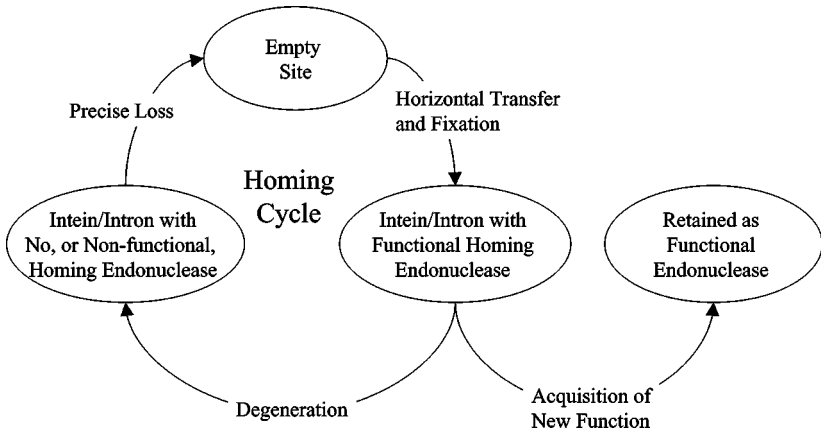 Empty
Site
Precise Loss
Horizontal Transfer
and Fixation
Homing
Cycle
Intein/Intron with
No, or Non-functional,
Homing Endonuclease
Intein/Intron with
Functional Homing
Endonuclease
Retained as
Functional
Endonuclease
Degeneration
Acquisition of
New Function